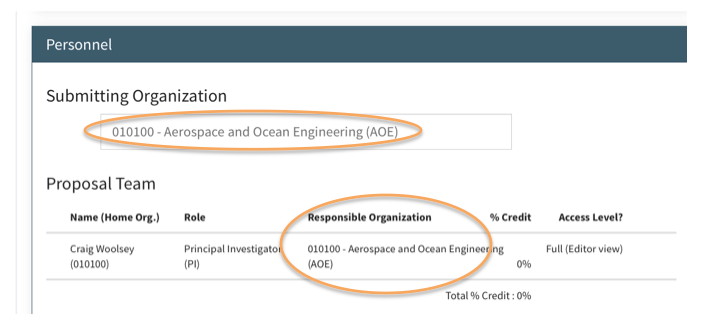 Personnel
Submitting Organization
010100 - Aerospace and Ocean Engineering (AOE)
Proposal Team
Name (Home Org.) Role Responsible Organization % Credit Access Level?
Craig Woolsey Principal Investigator 010100 - Aerospace and Ocean Engineering Full (Editor view)
(010100) (PI) (AOE) 0%
Total % Credit : 0%